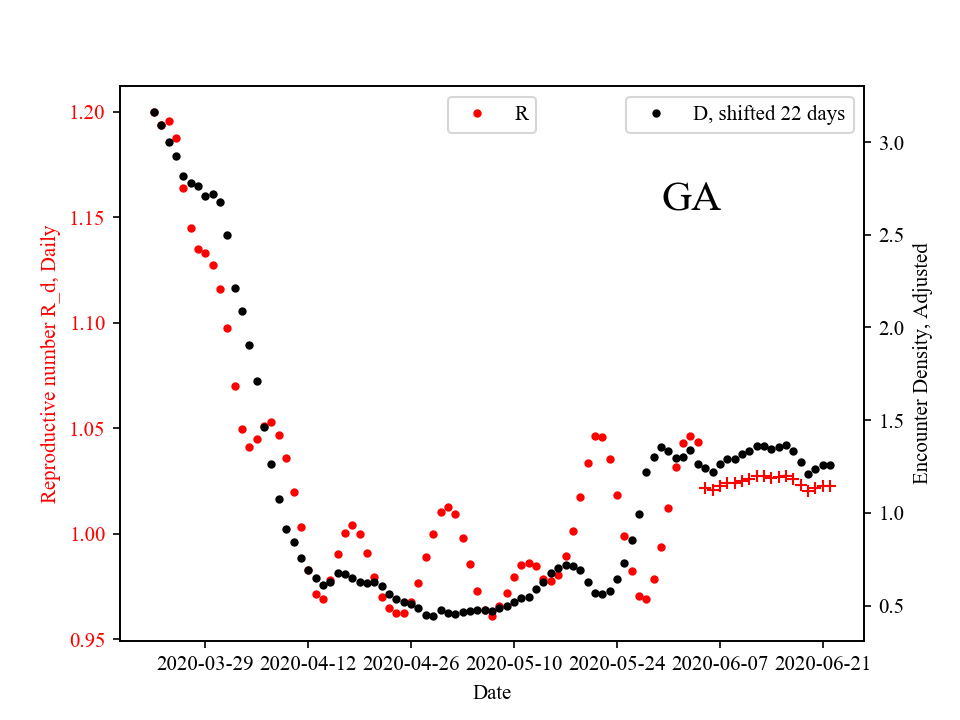 R
D, shifted 22 days
GA
Reproductive number R_d, Daily
1.20
1.15
1.10
1.05
1.00
0.95
3.0
2.5
2.0
1.5
1.0
0.5
Encounter Density, Adjusted
2020-03-29 2020-04-12 2020-04-26 2020-05-10 2020-05-24 2020-06-07 2020-06-21
Date